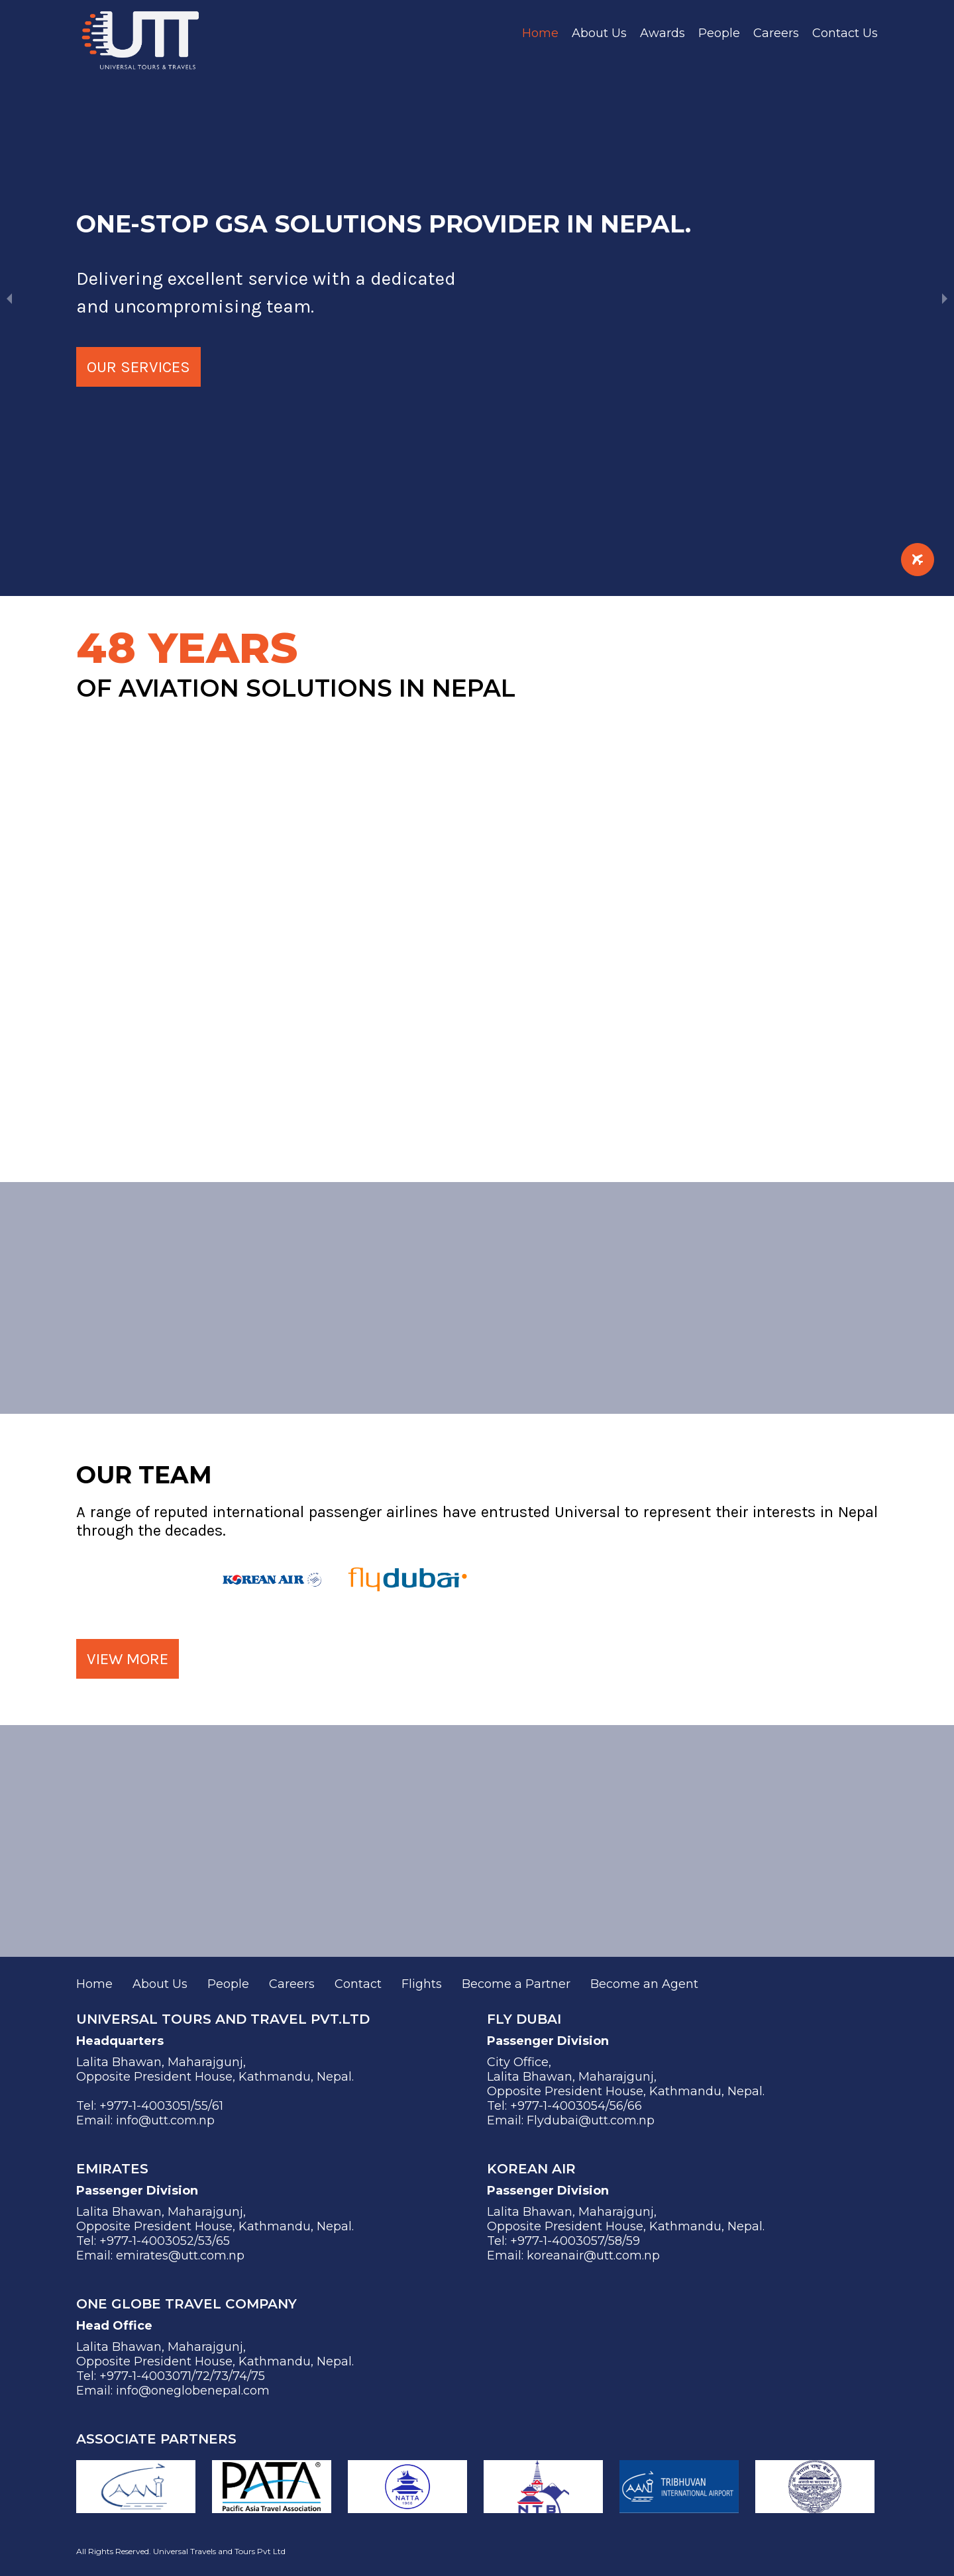 UTT
UNIVERSAL TOURS & TRAVELS
Home About Us Awards People Careers Contact Us
ONE-STOP GSA SOLUTIONS PROVIDER IN NEPAL.
Delivering excellent service with a dedicated
and uncompromising team.
OUR SERVICES
48 YEARS
OF AVIATION SOLUTIONS IN NEPAL
OUR TEAM
A range of reputed international passenger airlines have entrusted Universal to represent their interests in Nepal
through the decades.
KOREAN AIR flydubai
VIEW MORE
Home About Us People Careers Contact Flights Become a Partner Become an Agent
UNIVERSAL TOURS AND TRAVEL PVT.LTD
Headquarters
Lalita Bhawan, Maharajgunj,
Opposite President House, Kathmandu, Nepal.
Tel: +977-1-4003051/55/61
Email: info@utt.com.np
FLY DUBAI
Passenger Division
City Office,
Lalita Bhawan, Maharajgunj,
Opposite President House, Kathmandu, Nepal.
Tel: +977-1-4003054/56/66
Email: Flydubai@utt.com.np
EMIRATES
Passenger Division
Lalita Bhawan, Maharajgunj,
Opposite President House, Kathmandu, Nepal.
Tel: +977-1-4003052/53/65
Email: emirates@utt.com.np
KOREAN AIR
Passenger Division
Lalita Bhawan, Maharajgunj,
Opposite President House, Kathmandu, Nepal.
Tel: +977-1-4003057/58/59
Email: koreanair@utt.com.np
ONE GLOBE TRAVEL COMPANY
Head Office
Lalita Bhawan, Maharajgunj,
Opposite President House, Kathmandu, Nepal.
Tel: +977-1-4003071/72/73/74/75
Email: info@oneglobenepal.com
ASSOCIATE PARTNERS
CAANI
PATA®
Pacific Asia Travel Association
NATTA
1966
NTB
CAANI
TRIBHUVAN
INTERNATIONAL AIRPORT
All Rights Reserved. Universal Travels and Tours Pvt Ltd